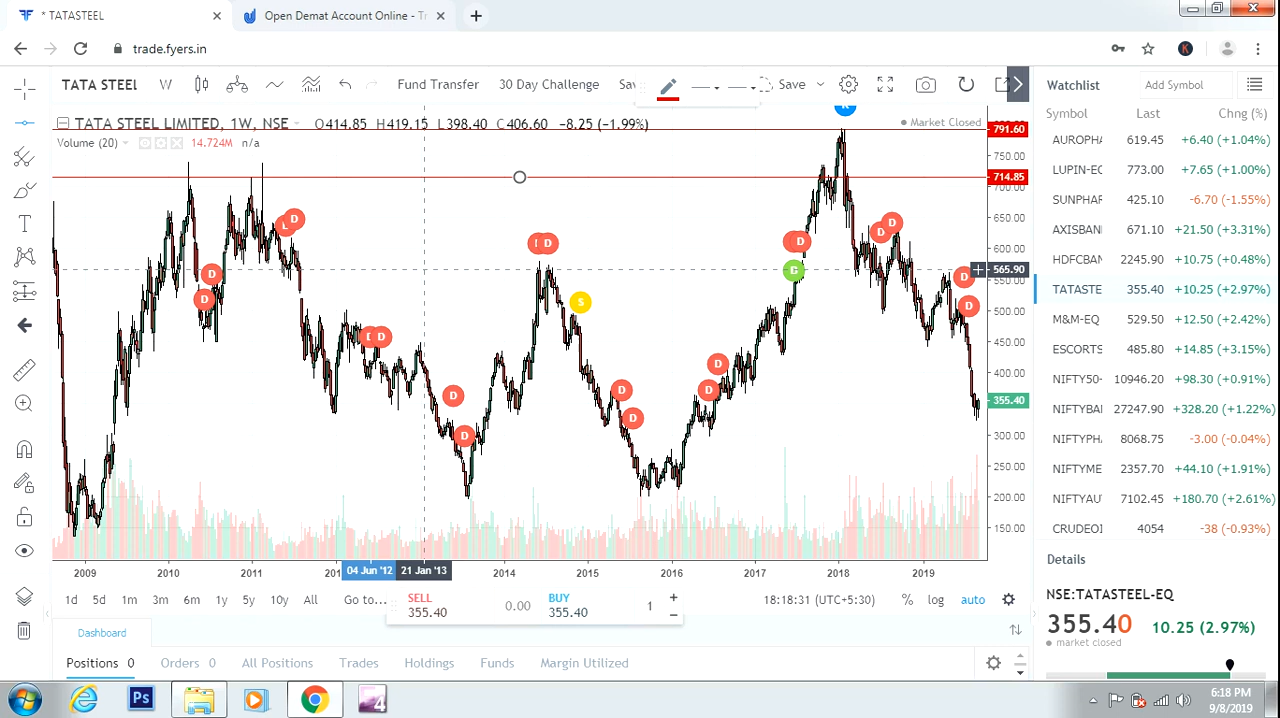 * TATASTEEL
Open Demat Account Online - Tr
trade.fyers.in
TATA STEEL W Fund Transfer 30 Day Challenge Sav Save
TATA STEEL LIMITED, 1W, NSE O414.85 H419.15 L398.40 C406.60 -8.25 (-1.99%)
Market Closed
Volume (20) 14.724M n/a
791.60
750.00
714.85
700.00
650.00
600.00
565.90
500.00
450.00
400.00
355.40
300.00
250.00
200.00
150.00
D
D
D
D
D
D
D
D
S
D
D
D
D
D
D
D
D
D
2009 2010 2011 04 Jun '12 21 Jan '13 2014 2015 2016 2017 2018 2019
1d 5d 1m 3m 6m 1y 5y 10y All Go to... 18:18:31 (UTC+5:30) % log auto
SELL 355.40 0.00 BUY 355.40 1 + −
Dashboard
Positions 0 Orders 0 All Positions Trades Holdings Funds Margin Utilized
Watchlist Add Symbol
Symbol Last Chng (%)
AUROPHA 619.45 +6.40 (+1.04%)
LUPIN-EQ 773.00 +7.65 (+1.00%)
SUNPHAR 425.10 -6.70 (-1.55%)
AXISBAN 671.10 +21.50 (+3.31%)
HDFCBAN 2245.90 +10.75 (+0.48%)
TATASTE 355.40 +10.25 (+2.97%)
M&M-EQ 529.50 +12.50 (+2.42%)
ESCORTS 485.80 +14.85 (+3.15%)
NIFTY50- 10946.20 +98.30 (+0.91%)
NIFTYBA 27247.90 +328.20 (+1.22%)
NIFTYPH 8068.75 -3.00 (-0.04%)
NIFTYME 2357.70 +44.10 (+1.91%)
NIFTYAU 7102.45 +180.70 (+2.61%)
CRUDEOI 4054 -38 (-0.93%)
Details
NSE:TATASTEEL-EQ
355.40 10.25 (2.97%)
market closed
Ps
4
6:18 PM
9/8/2019